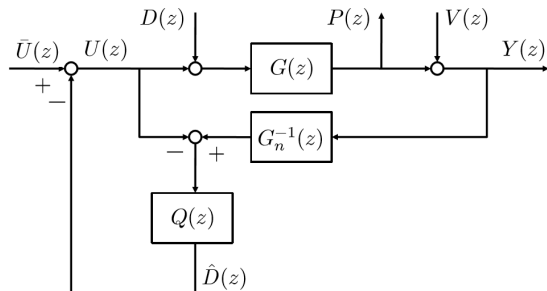 D(z)
P(z)
V(z)
Ū(z)
U(z)
Y(z)
G(z)
+
−
G_n^{-1}(z)
−
+
Q(z)
D̂(z)